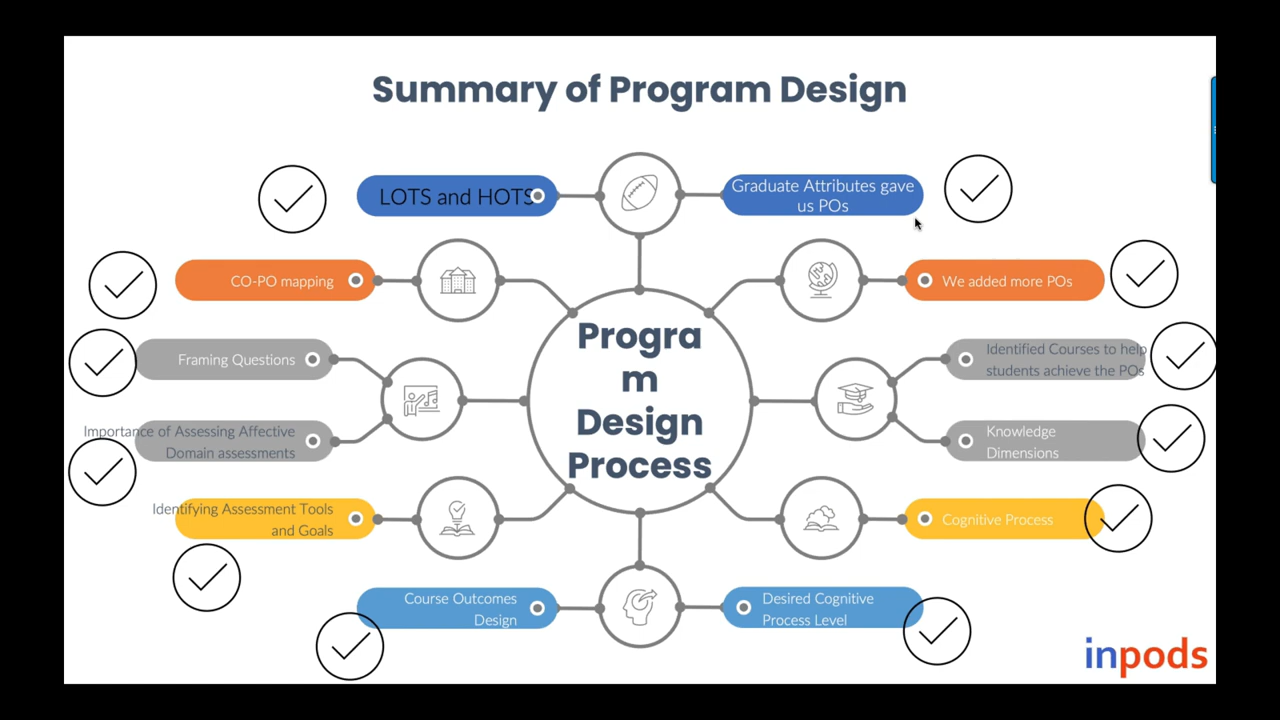 Summary of Program Design
LOTS and HOTS
Graduate Attributes gave
us POs
CO-PO mapping
We added more POs
Framing Questions
Identified Courses to help
students achieve the POs
Progra
m
Design
Process
Importance of Assessing Affective
Domain assessments
Knowledge
Dimensions
Identifying Assessment Tools
and Goals
Cognitive Process
Course Outcomes
Design
Desired Cognitive
Process Level
inpods